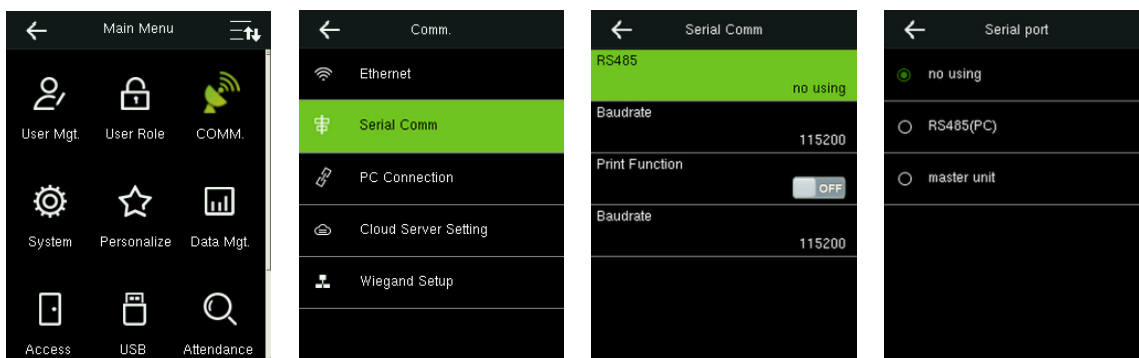 Main Menu
User Mgt.
User Role
COMM.
System
Personalize
Data Mgt.
Access
USB
Attendance
Comm.
Ethernet
Serial Comm
PC Connection
Cloud Server Setting
Wiegand Setup
Serial Comm
RS485
no using
Baudrate
115200
Print Function
OFF
Baudrate
115200
Serial port
no using
RS485(PC)
master unit